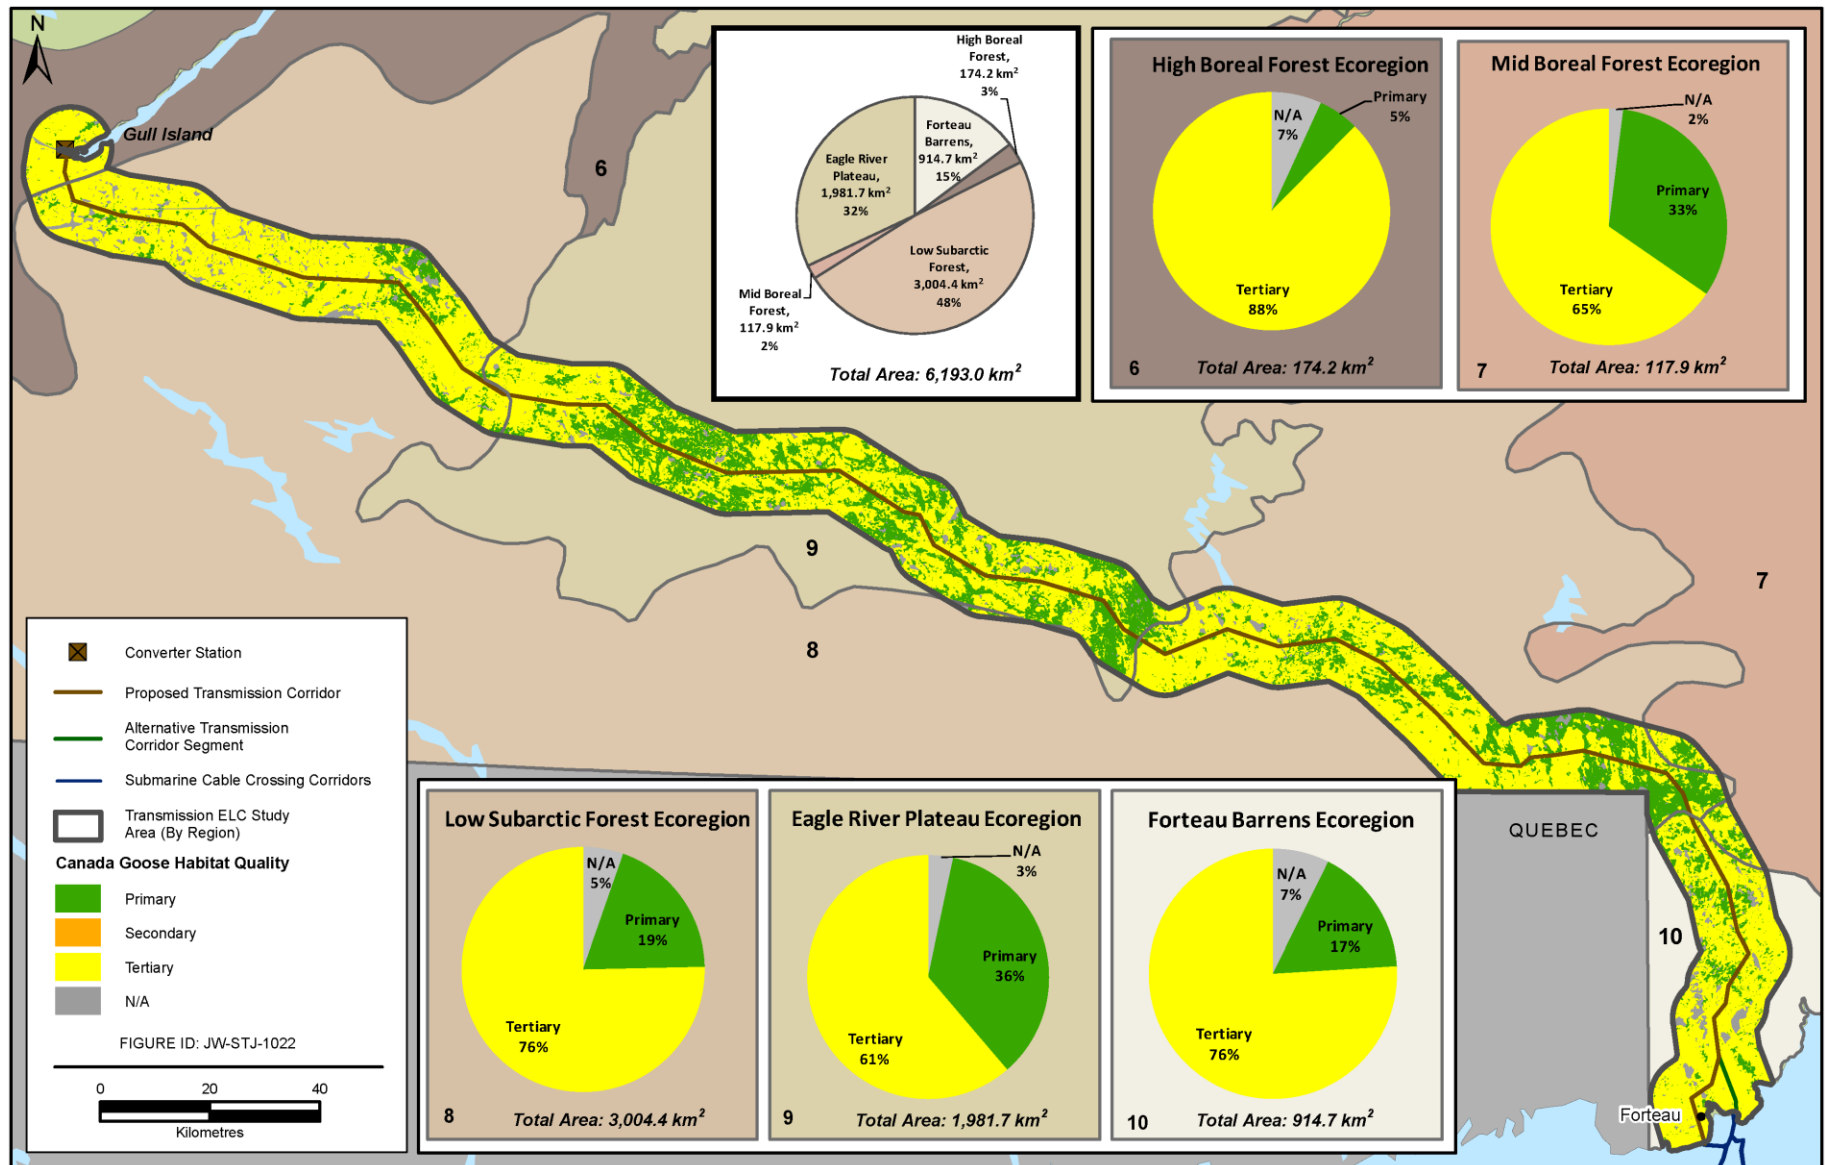 N
Gull Island
6
High Boreal
Forest,
174.2 km²
3%
Forteau
Barrens,
914.7 km²
15%
Eagle River
Plateau,
1,981.7 km²
32%
Low Subarctic
Forest,
3,004.4 km²
48%
Mid Boreal
Forest,
117.9 km²
2%
Total Area: 6,193.0 km²
High Boreal Forest Ecoregion
N/A
7%
Primary
5%
Tertiary
88%
6
Total Area: 174.2 km²
Mid Boreal Forest Ecoregion
N/A
2%
Primary
33%
Tertiary
65%
7
Total Area: 117.9 km²
9
8
7
Converter Station
Proposed Transmission Corridor
Alternative Transmission
Corridor Segment
Submarine Cable Crossing Corridors
Transmission ELC Study
Area (By Region)
Canada Goose Habitat Quality
Primary
Secondary
Tertiary
N/A
FIGURE ID: JW-STJ-1022
0 20 40
Kilometres
Low Subarctic Forest Ecoregion
N/A
5%
Primary
19%
Tertiary
76%
8
Total Area: 3,004.4 km²
Eagle River Plateau Ecoregion
N/A
3%
Primary
36%
Tertiary
61%
9
Total Area: 1,981.7 km²
Forteau Barrens Ecoregion
N/A
7%
Primary
17%
Tertiary
76%
10
Total Area: 914.7 km²
QUEBEC
10
Forteau